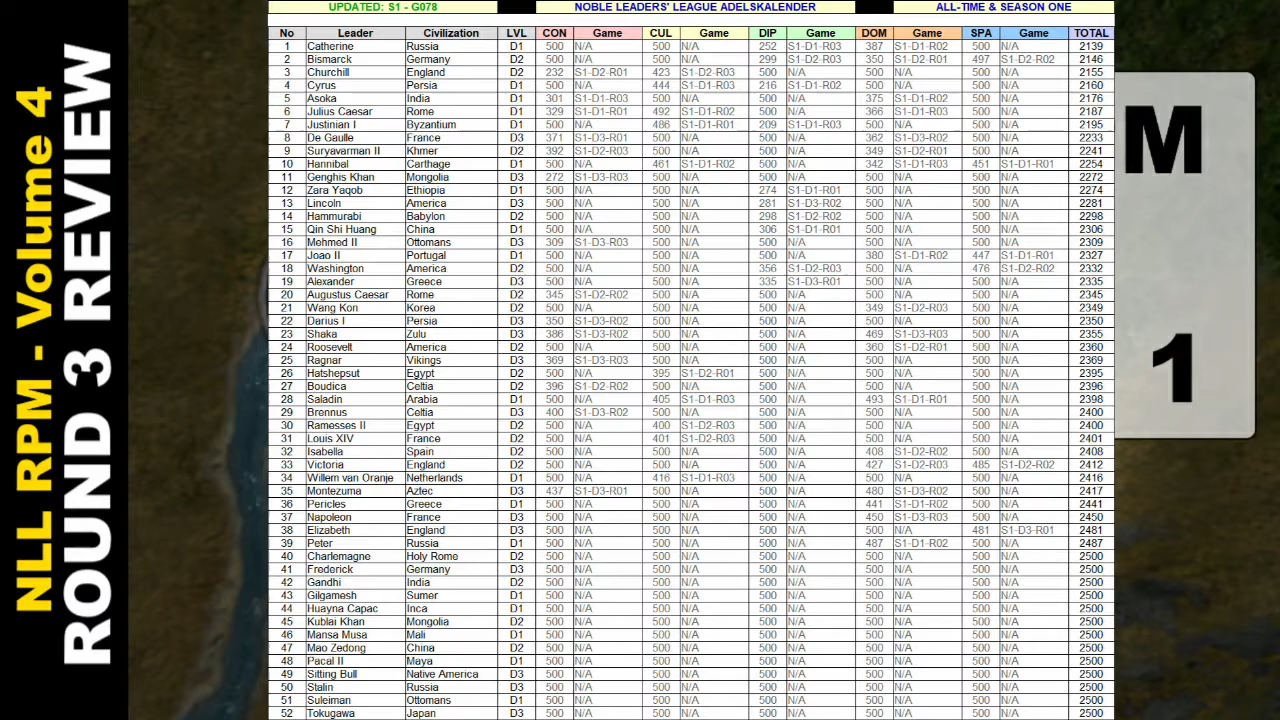 NLL RPM - Volume 4
ROUND 3 REVIEW
UPDATED: S1 - G078 NOBLE LEADERS' LEAGUE ADELSKALENDER ALL-TIME & SEASON ONE
No Leader Civilization LVL CON Game CUL Game DIP Game DOM Game SPA Game TOTAL
1 Catherine Russia D1 500 N/A 500 N/A 252 S1-D1-R03 387 S1-D1-R02 500 N/A 2139
2 Bismarck Germany D2 500 N/A 500 N/A 299 S1-D2-R03 350 S1-D2-R01 497 S1-D2-R02 2146
3 Churchill England D2 232 S1-D2-R01 423 S1-D2-R03 500 N/A 500 N/A 500 N/A 2155
4 Cyrus Persia D1 500 N/A 444 S1-D1-R03 216 S1-D1-R02 500 N/A 500 N/A 2160
5 Asoka India D1 301 S1-D1-R03 500 N/A 500 N/A 375 S1-D1-R02 500 N/A 2176
6 Julius Caesar Rome D1 329 S1-D1-R01 492 S1-D1-R02 500 N/A 366 S1-D1-R03 500 N/A 2187
7 Justinian I Byzantium D1 500 N/A 486 S1-D1-R01 209 S1-D1-R03 500 N/A 500 N/A 2195
8 De Gaulle France D3 371 S1-D3-R01 500 N/A 500 N/A 362 S1-D3-R02 500 N/A 2233
9 Suryavarman II Khmer D2 392 S1-D2-R03 500 N/A 500 N/A 349 S1-D2-R01 500 N/A 2241
10 Hannibal Carthage D1 500 N/A 461 S1-D1-R02 500 N/A 342 S1-D1-R03 451 S1-D1-R01 2254
11 Genghis Khan Mongolia D3 272 S1-D3-R03 500 N/A 500 N/A 500 N/A 500 N/A 2272
12 Zara Yaqob Ethiopia D1 500 N/A 500 N/A 274 S1-D1-R01 500 N/A 500 N/A 2274
13 Lincoln America D3 500 N/A 500 N/A 281 S1-D3-R02 500 N/A 500 N/A 2281
14 Hammurabi Babylon D2 500 N/A 500 N/A 298 S1-D2-R02 500 N/A 500 N/A 2298
15 Qin Shi Huang China D1 500 N/A 500 N/A 306 S1-D1-R01 500 N/A 500 N/A 2306
16 Mehmed II Ottomans D3 309 S1-D3-R03 500 N/A 500 N/A 500 N/A 500 N/A 2309
17 Joao II Portugal D1 500 N/A 500 N/A 500 N/A 380 S1-D1-R02 447 S1-D1-R01 2327
18 Washington America D2 500 N/A 500 N/A 356 S1-D2-R03 500 N/A 476 S1-D1-R02 2332
19 Alexander Greece D3 500 N/A 500 N/A 335 S1-D3-R01 500 N/A 500 N/A 2335
20 Augustus Caesar Rome D2 345 S1-D2-R02 500 N/A 500 N/A 500 N/A 500 N/A 2345
21 Wang Kon Korea D2 500 N/A 500 N/A 500 N/A 349 S1-D2-R03 500 N/A 2349
22 Darius I Persia D3 350 S1-D3-R02 500 N/A 500 N/A 500 N/A 500 N/A 2350
23 Shaka Zulu D3 386 S1-D3-R02 500 N/A 500 N/A 469 S1-D3-R03 500 N/A 2355
24 Roosevelt America D2 500 N/A 500 N/A 500 N/A 360 S1-D2-R01 500 N/A 2360
25 Ragnar Vikings D3 369 S1-D3-R03 500 N/A 500 N/A 500 N/A 500 N/A 2369
26 Hatshepsut Egypt D2 500 N/A 395 S1-D2-R01 500 N/A 500 N/A 500 N/A 2395
27 Boudica Celtia D2 396 S1-D2-R02 500 N/A 500 N/A 500 N/A 500 N/A 2396
28 Saladin Arabia D1 500 N/A 405 S1-D1-R03 500 N/A 493 S1-D1-R01 500 N/A 2398
29 Brennus Celtia D3 400 S1-D3-R02 500 N/A 500 N/A 500 N/A 500 N/A 2400
30 Ramesses II Egypt D2 500 N/A 400 S1-D2-R03 500 N/A 500 N/A 500 N/A 2400
31 Louis XIV France D2 500 N/A 401 S1-D2-R03 500 N/A 500 N/A 500 N/A 2401
32 Isabella Spain D2 500 N/A 500 N/A 500 N/A 408 S1-D2-R02 500 N/A 2408
33 Victoria England D2 500 N/A 500 N/A 500 N/A 427 S1-D2-R03 485 S1-D2-R02 2412
34 Willem van Oranje Netherlands D1 500 N/A 416 S1-D1-R03 500 N/A 500 N/A 500 N/A 2416
35 Montezuma Aztec D3 437 S1-D3-R01 500 N/A 500 N/A 480 S1-D3-R02 500 N/A 2417
36 Pericles Greece D1 500 N/A 500 N/A 500 N/A 441 S1-D1-R02 500 N/A 2441
37 Napoleon France D3 500 N/A 500 N/A 500 N/A 450 S1-D3-R03 500 N/A 2450
38 Elizabeth England D3 500 N/A 500 N/A 500 N/A 500 N/A 481 S1-D3-R01 2481
39 Peter Russia D1 500 N/A 500 N/A 500 N/A 487 S1-D1-R02 500 N/A 2487
40 Charlemagne Holy Rome D2 500 N/A 500 N/A 500 N/A 500 N/A 500 N/A 2500
41 Frederick Germany D3 500 N/A 500 N/A 500 N/A 500 N/A 500 N/A 2500
42 Gandhi India D2 500 N/A 500 N/A 500 N/A 500 N/A 500 N/A 2500
43 Gilgamesh Sumer D1 500 N/A 500 N/A 500 N/A 500 N/A 500 N/A 2500
44 Huayna Capac Inca D1 500 N/A 500 N/A 500 N/A 500 N/A 500 N/A 2500
45 Kublai Khan Mongolia D2 500 N/A 500 N/A 500 N/A 500 N/A 500 N/A 2500
46 Mansa Musa Mali D1 500 N/A 500 N/A 500 N/A 500 N/A 500 N/A 2500
47 Mao Zedong China D2 500 N/A 500 N/A 500 N/A 500 N/A 500 N/A 2500
48 Pacal II Maya D1 500 N/A 500 N/A 500 N/A 500 N/A 500 N/A 2500
49 Sitting Bull Native America D3 500 N/A 500 N/A 500 N/A 500 N/A 500 N/A 2500
50 Stalin Russia D3 500 N/A 500 N/A 500 N/A 500 N/A 500 N/A 2500
51 Suleiman Ottomans D1 500 N/A 500 N/A 500 N/A 500 N/A 500 N/A 2500
52 Tokugawa Japan D3 500 N/A 500 N/A 500 N/A 500 N/A 500 N/A 2500
M
1